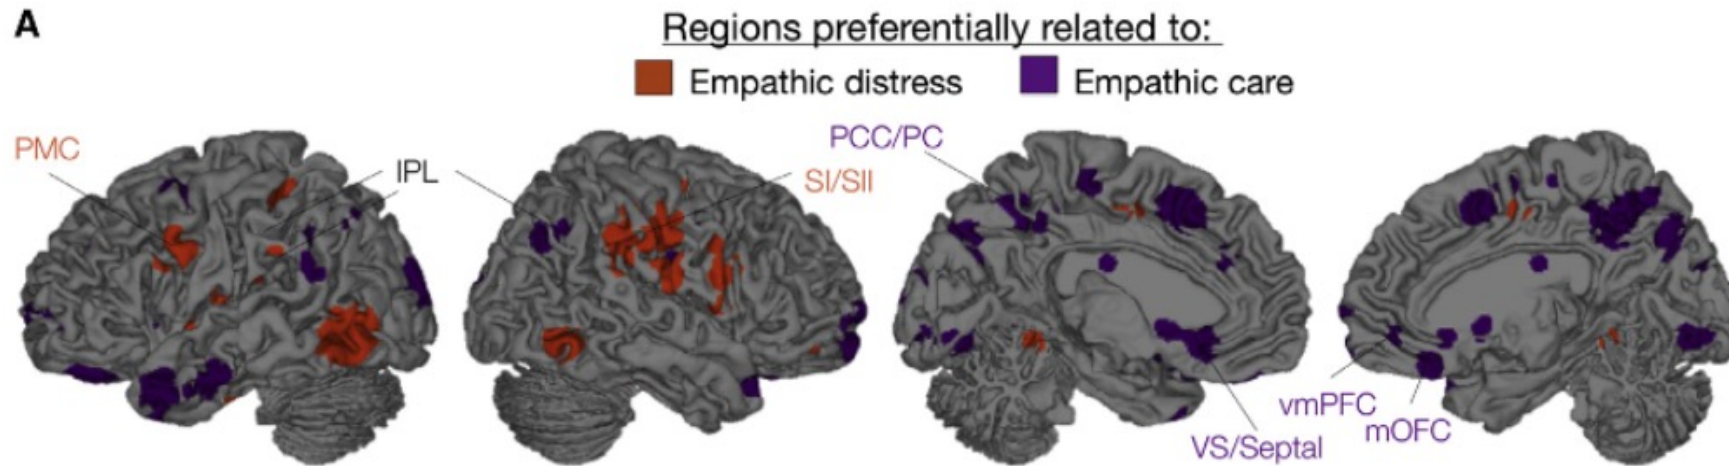 A
Regions preferentially related to:
Empathic distress
Empathic care
PMC
IPL
SI/SII
PCC/PC
VS/Septal
vmPFC
mOFC